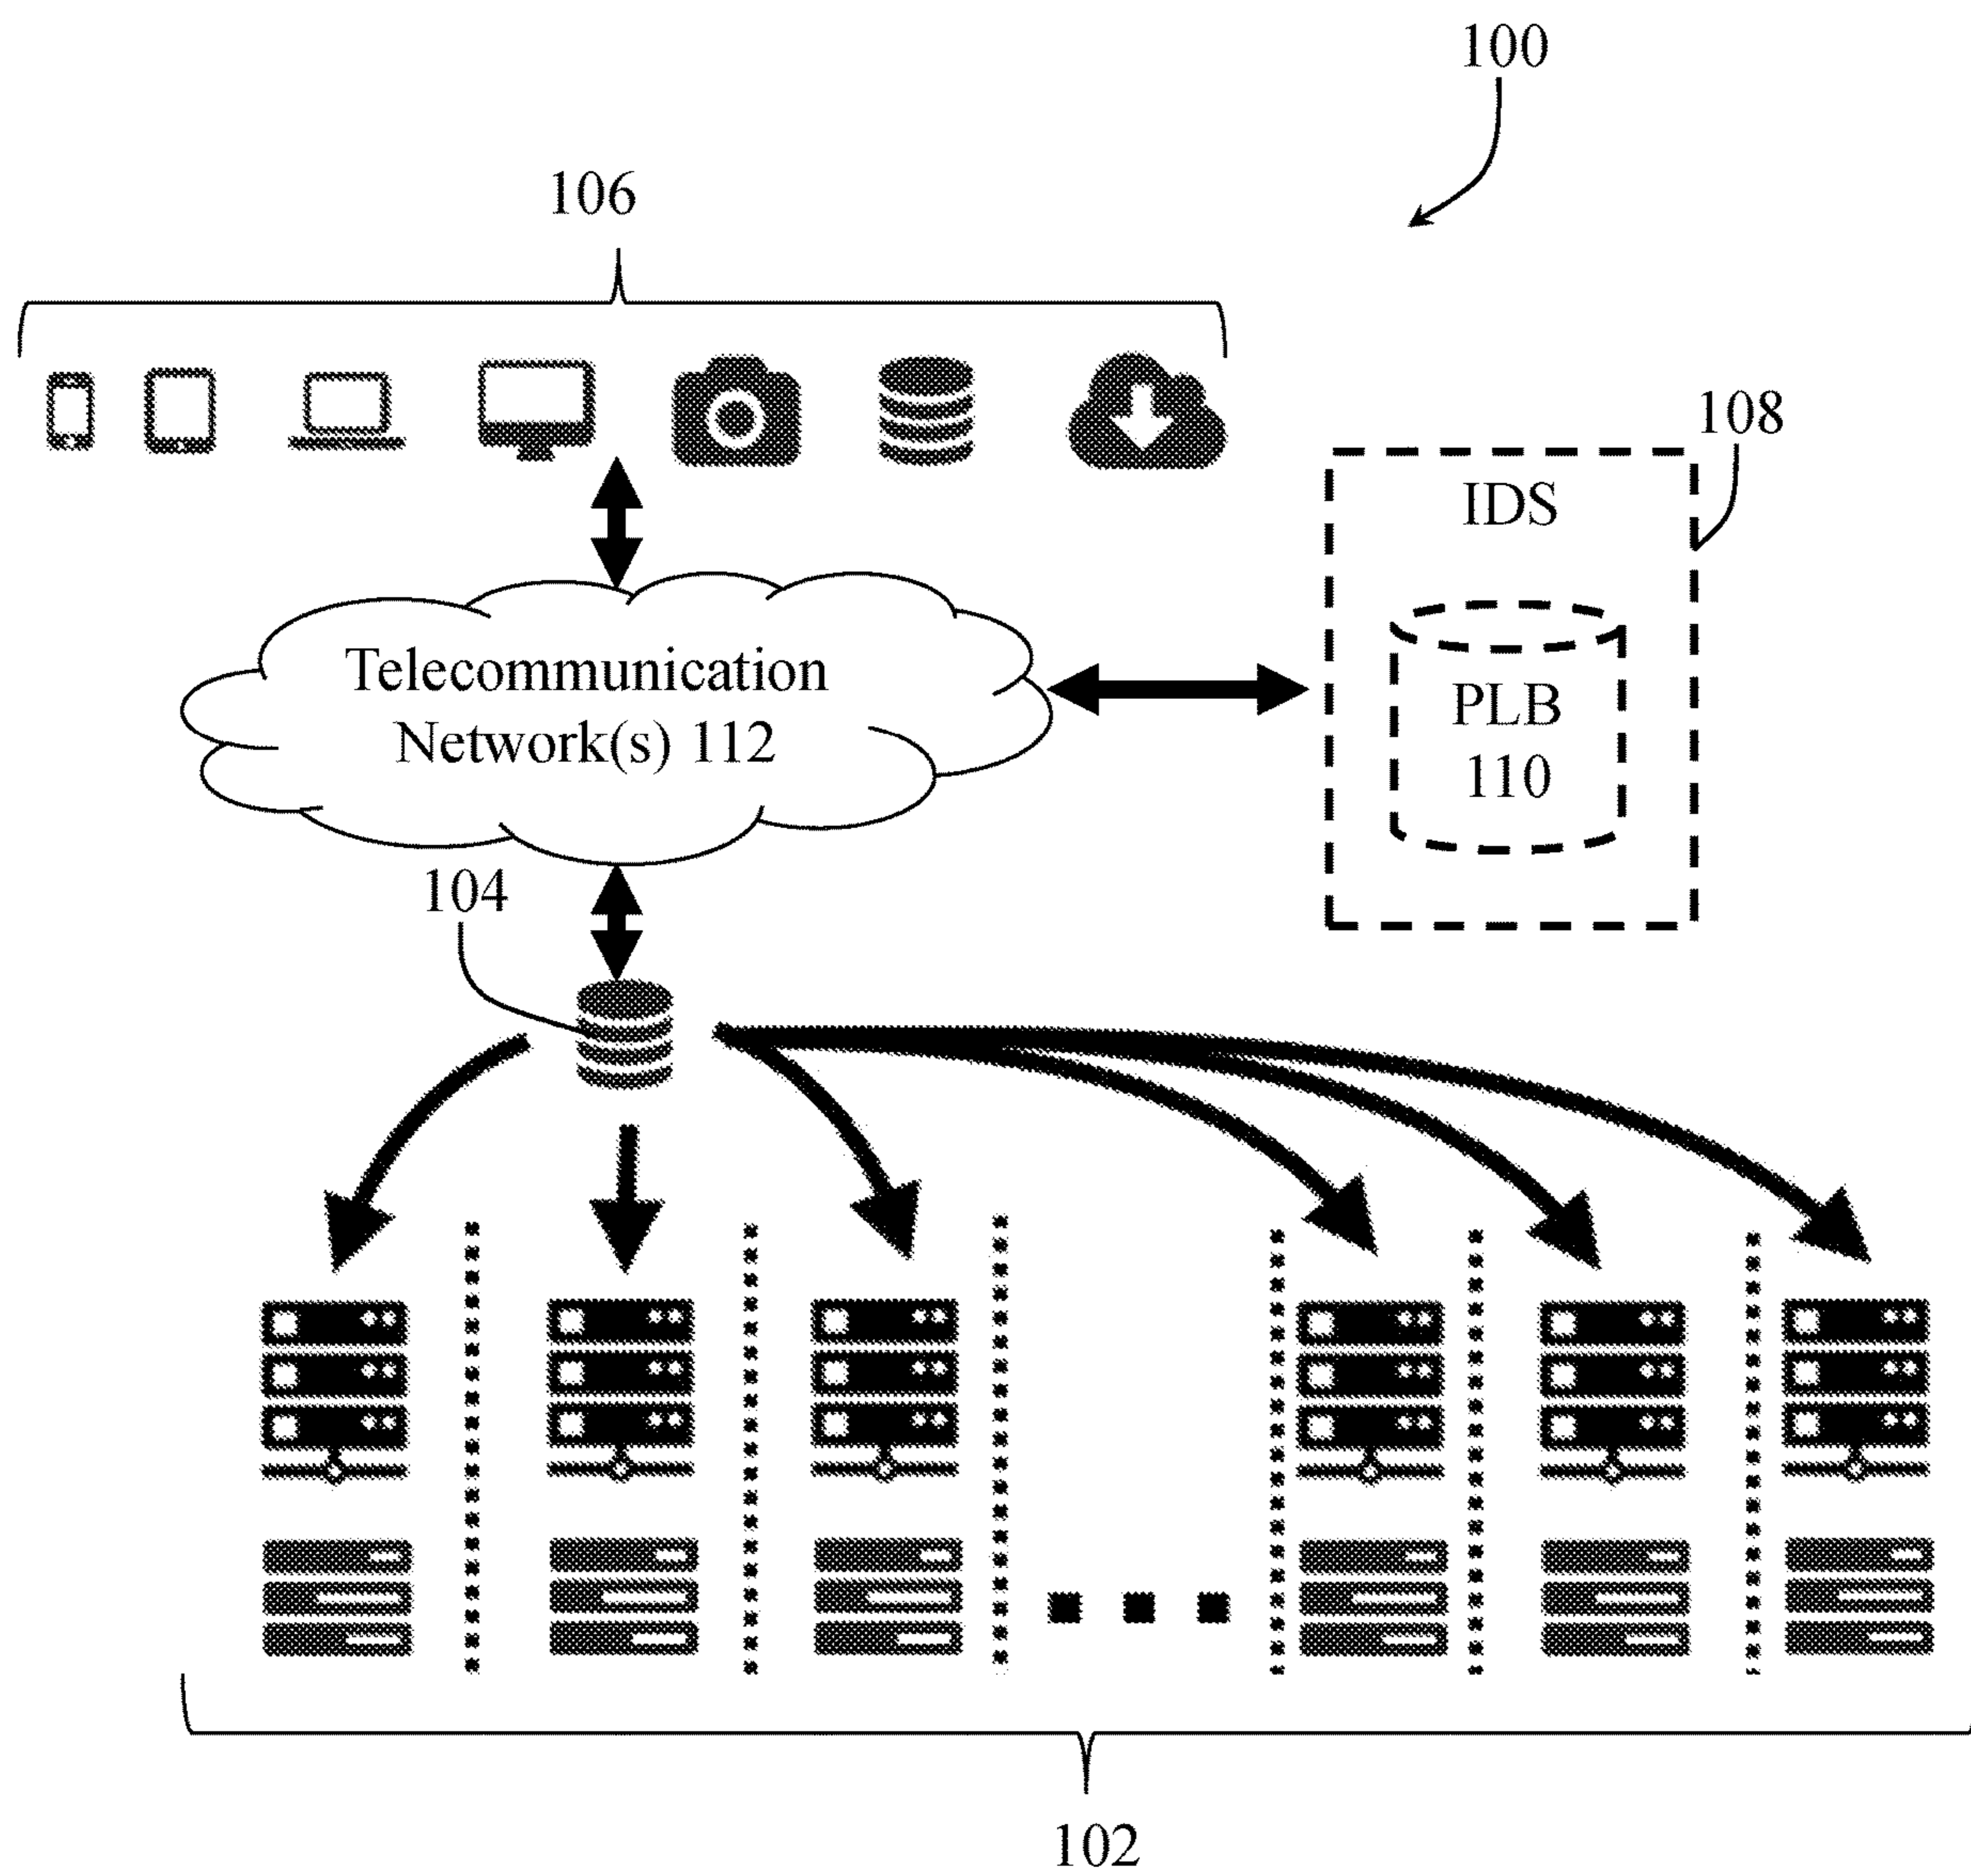 100
106
108
IDS
Telecommunication
Network(s) 112
PLB
110
104
102